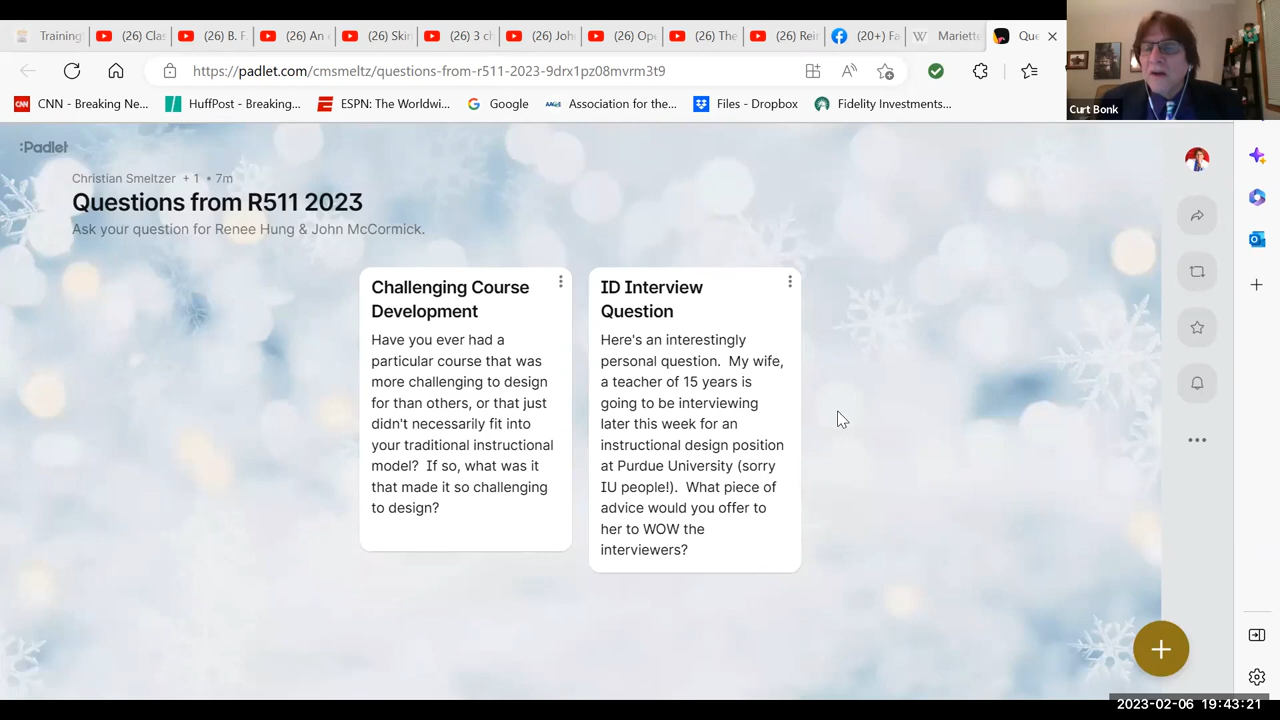 Training
(26) Clas
(26) B. F.
(26) An
(26) Skin
(26) 3 ch
(26) Joh
(26) Ope
(26) The
(26) Rein
(20+) Fa
Mariette
Que
https://padlet.com/cmsmeltz/questions-from-r511-2023-9drx1pz08mvrm3t9
CNN - Breaking Ne...
HuffPost - Breaking...
ESPN: The Worldwi...
Google
Association for the...
Files - Dropbox
Fidelity Investments...
Curt Bonk
:Padlet
Christian Smeltzer + 1 • 7m
Questions from R511 2023
Ask your question for Renee Hung & John McCormick.
Challenging Course
Development
Have you ever had a
particular course that was
more challenging to design
for than others, or that just
didn't necessarily fit into
your traditional instructional
model? If so, what was it
that made it so challenging
to design?
ID Interview
Question
Here's an interestingly
personal question. My wife,
a teacher of 15 years is
going to be interviewing
later this week for an
instructional design position
at Purdue University (sorry
IU people!). What piece of
advice would you offer to
her to WOW the
interviewers?
2023-02-06 19:43:21